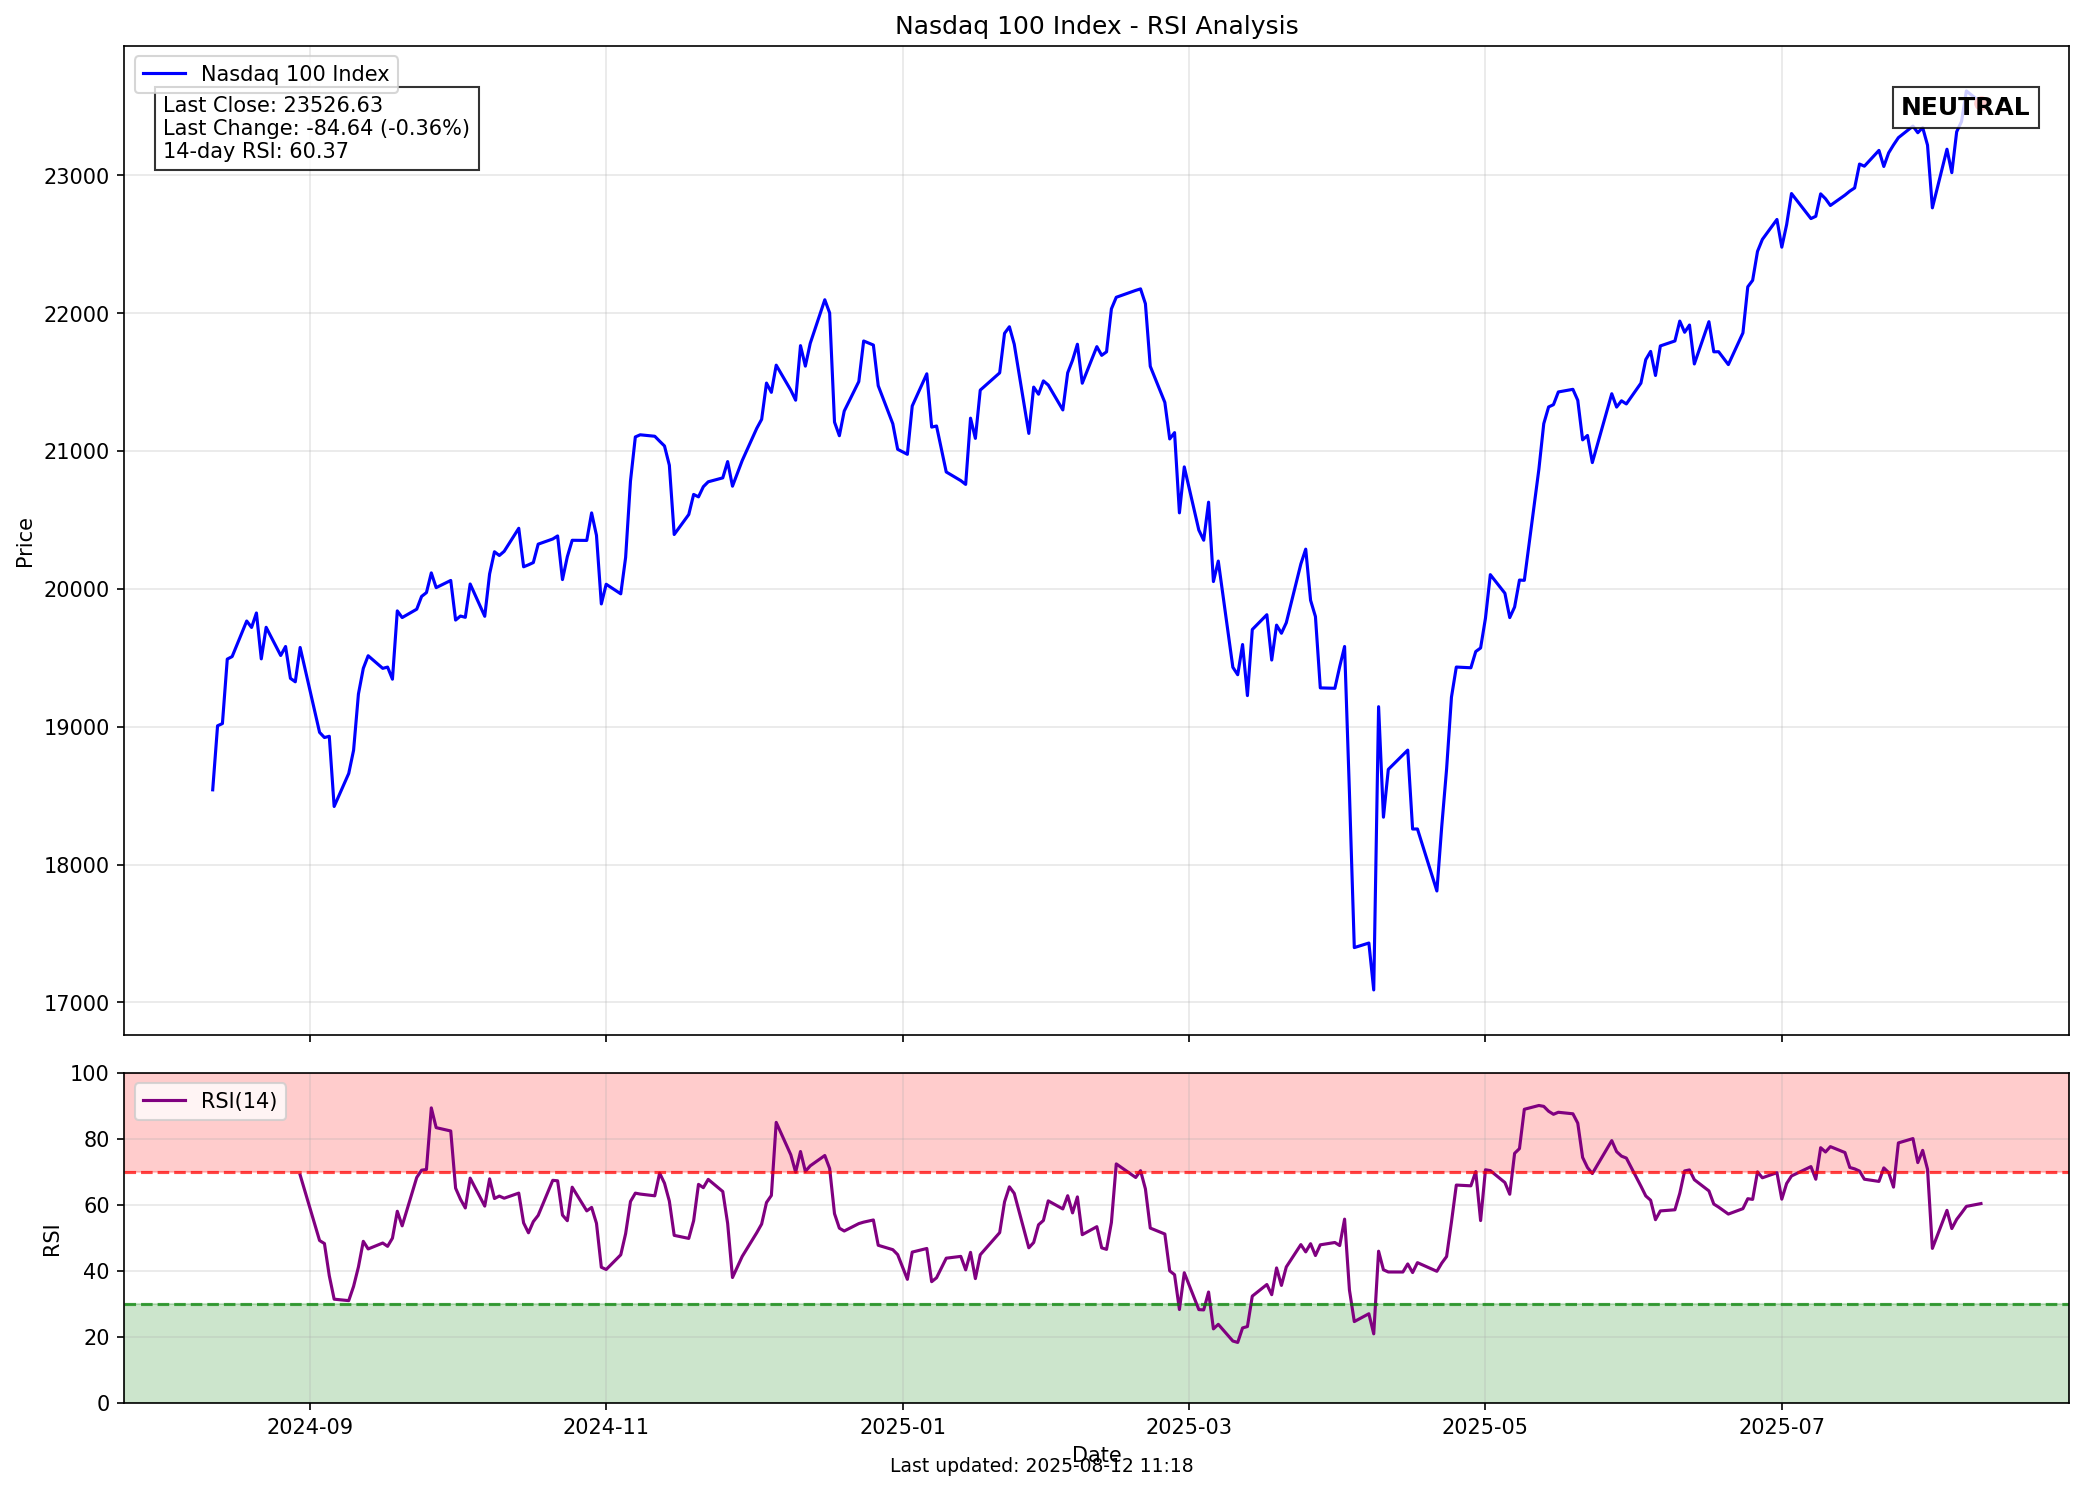 Nasdaq 100 Index - RSI Analysis
Nasdaq 100 Index
Last Close: 23526.63
Last Change: -84.64 (-0.36%)
14-day RSI: 60.37
NEUTRAL
23000
22000
21000
20000
19000
18000
17000
Price
100
80
60
40
20
0
RSI
RSI(14)
2024-09
2024-11
2025-01
2025-03
2025-05
2025-07
Date
Last updated: 2025-08-12 11:18